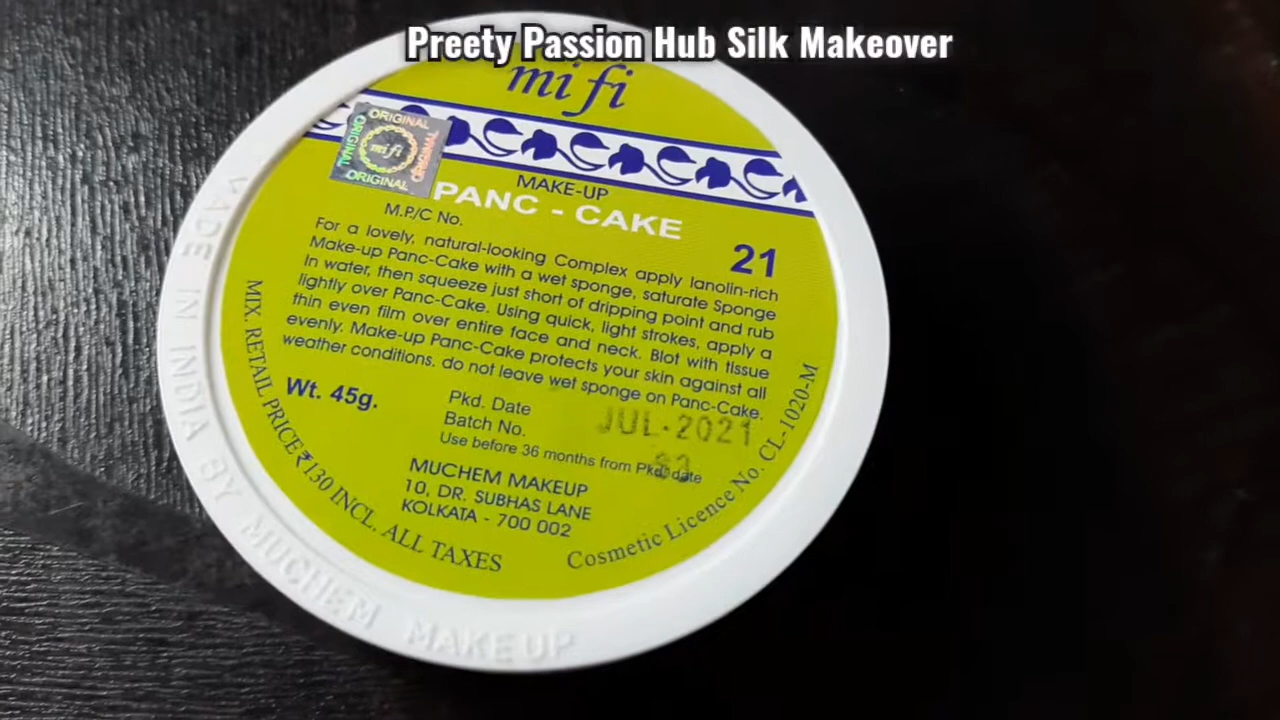 Preety Passion Hub Silk Makeover
mi fi
ORIGINAL
ORIGINAL
mi fi
ORIGINAL
ORIGINAL
MAKE-UP
PANC - CAKE
M.P./C No.
21
For a lovely, natural-looking Complex apply lanolin-rich
Make-up Panc-Cake with a wet sponge, saturate Sponge
In water, then squeeze just short of dripping point and rub
lightly over Panc-Cake. Using quick, light strokes, apply a
thin even film over entire face and neck. Blot with tissue
evenly. Make-up Panc-Cake protects your skin against all
weather conditions. do not leave wet sponge on Panc-Cake.
Wt. 45g.
Pkd. Date JUL-2021
Batch No. 83
Use before 36 months from Pkd. date
MUCHEM MAKEUP
10, DR. SUBHAS LANE
KOLKATA - 700 002
MIX. RETAIL PRICE ₹130 INCL. ALL TAXES
Cosmetic Licence No. CL-1020-M
MADE IN INDIA BY MUCHEM MAKEUP